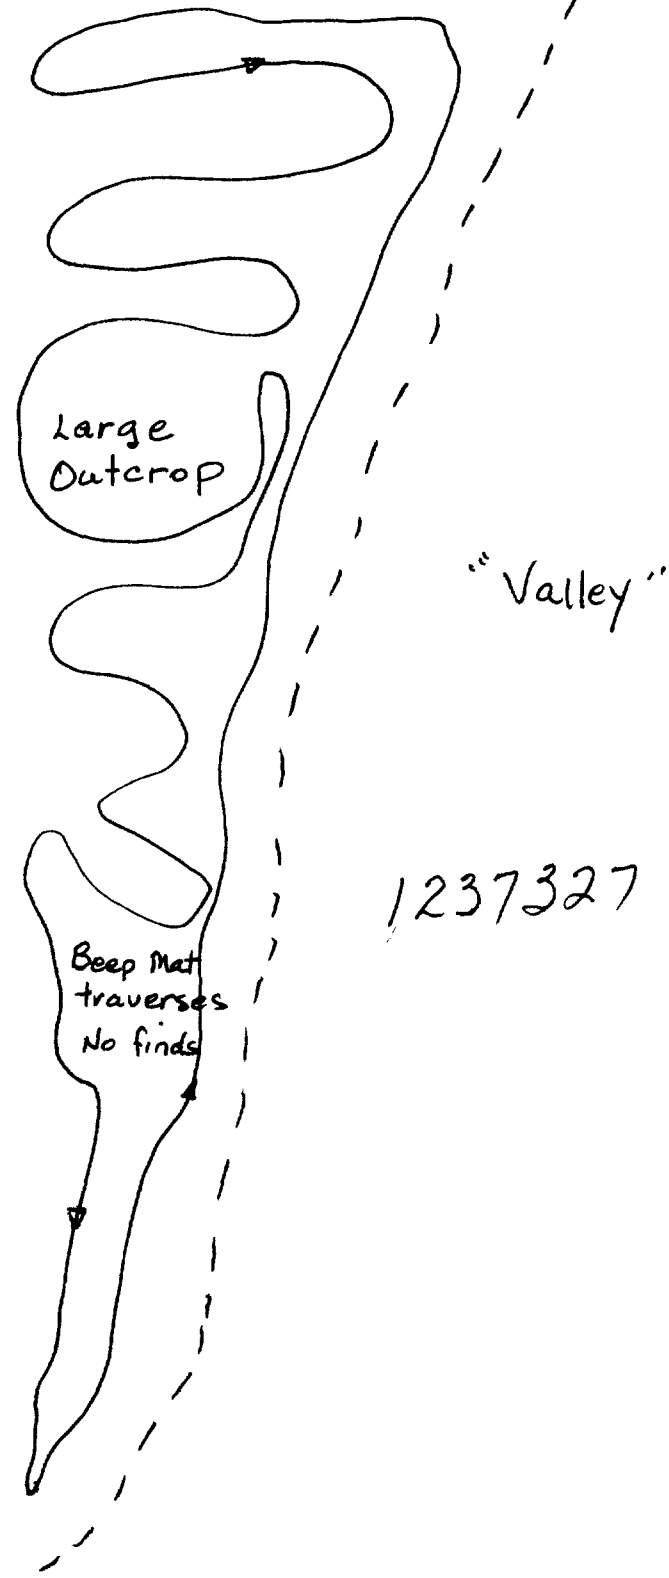 Large
Outcrop
"Valley"
1237327
Beep Mat
traverses
No finds